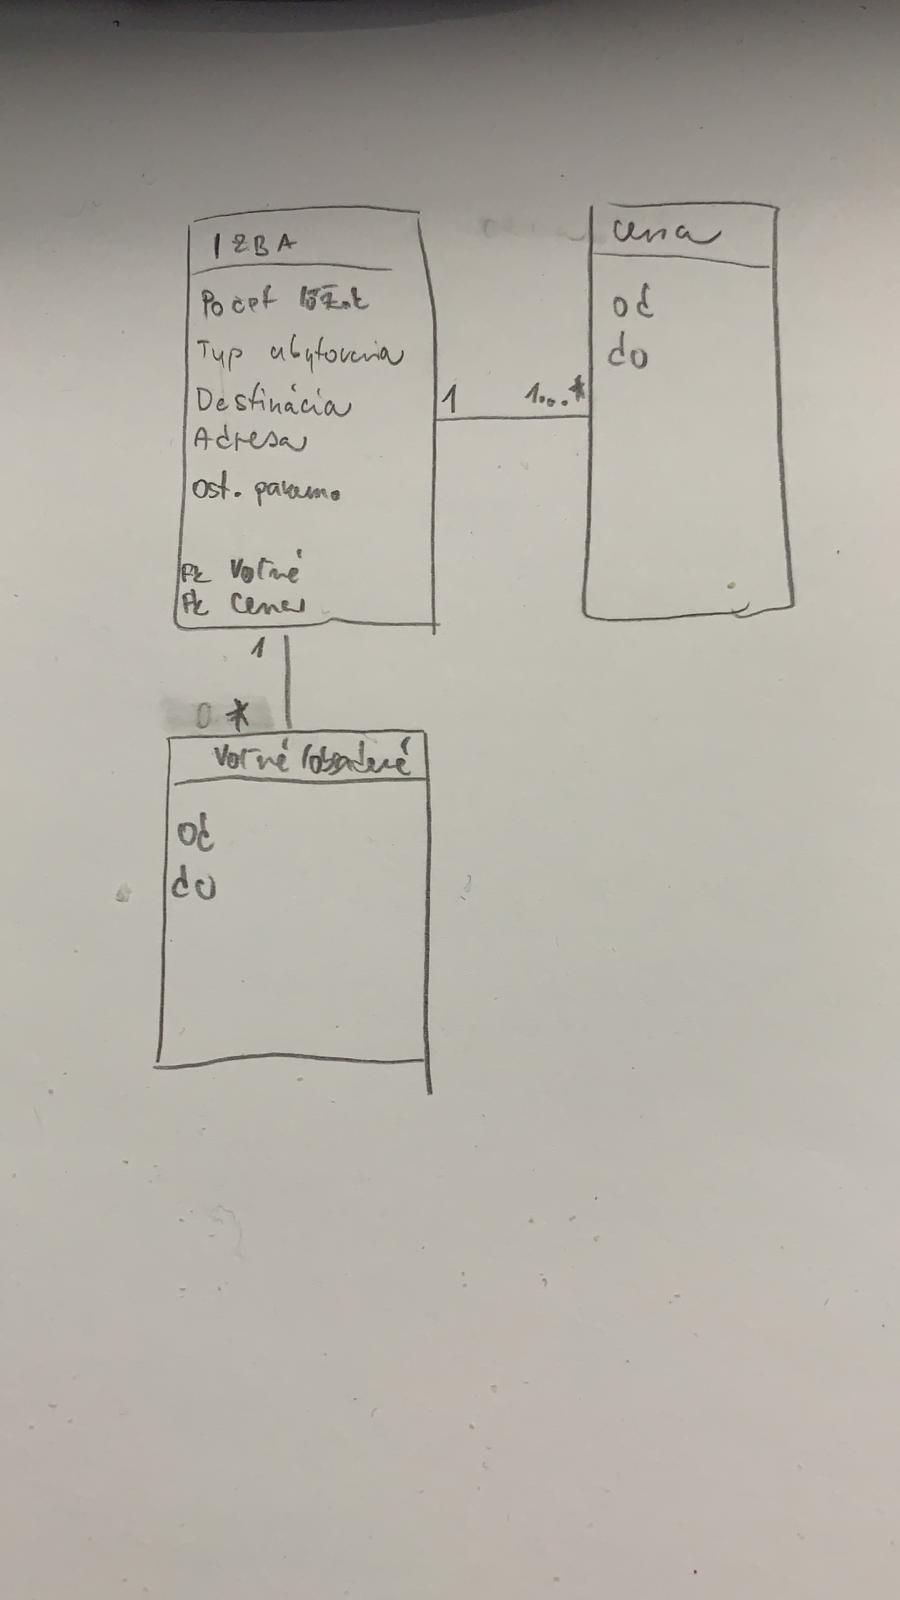 IZBA
Počet lôžok
Typ ubytovania
Destinácia
Adresa
Ost. param.
Fk Voľné
Fk Cena
1
1...*
cena
od
do
1
0 *
Voľné/obsadené
od
do